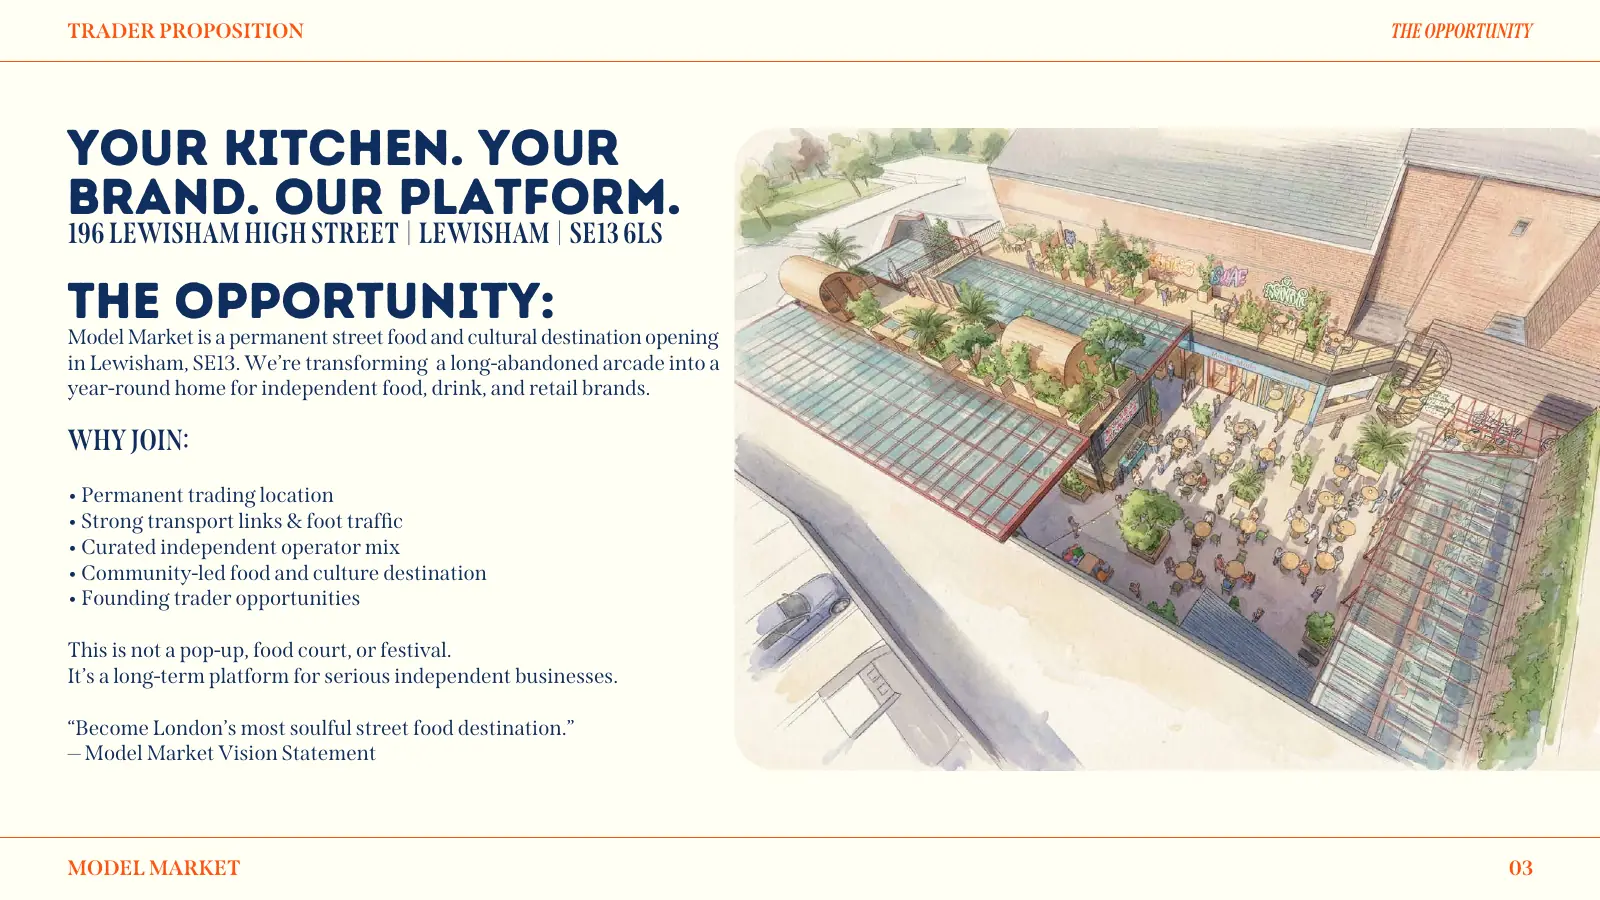 TRADER PROPOSITION
THE OPPORTUNITY
YOUR KITCHEN. YOUR
BRAND. OUR PLATFORM.
196 LEWISHAM HIGH STREET | LEWISHAM | SE13 6LS
THE OPPORTUNITY:
Model Market is a permanent street food and cultural destination opening
in Lewisham, SE13. We’re transforming  a long-abandoned arcade into a
year-round home for independent food, drink, and retail brands.
WHY JOIN:
• Permanent trading location
• Strong transport links & foot traffic
• Curated independent operator mix
• Community-led food and culture destination
• Founding trader opportunities
This is not a pop-up, food court, or festival.
It’s a long-term platform for serious independent businesses.
“Become London’s most soulful street food destination.”
— Model Market Vision Statement
MODEL MARKET
03